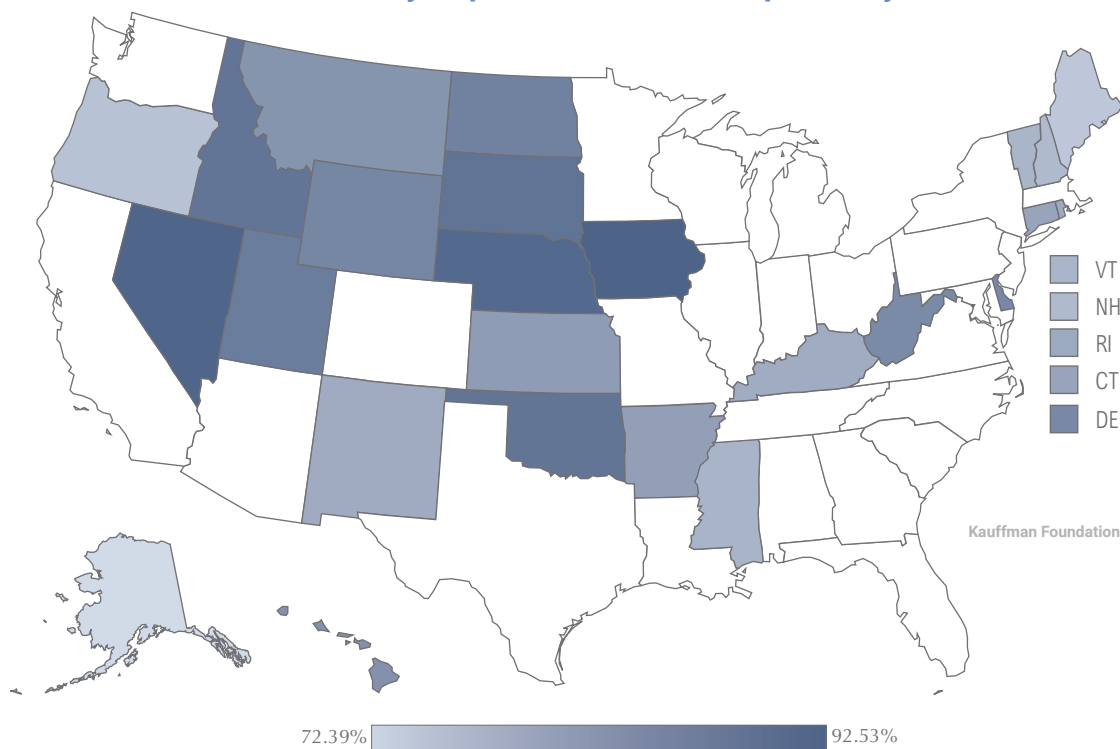 VT
NH
RI
CT
DE
Kauffman Foundation
72.39%
92.53%